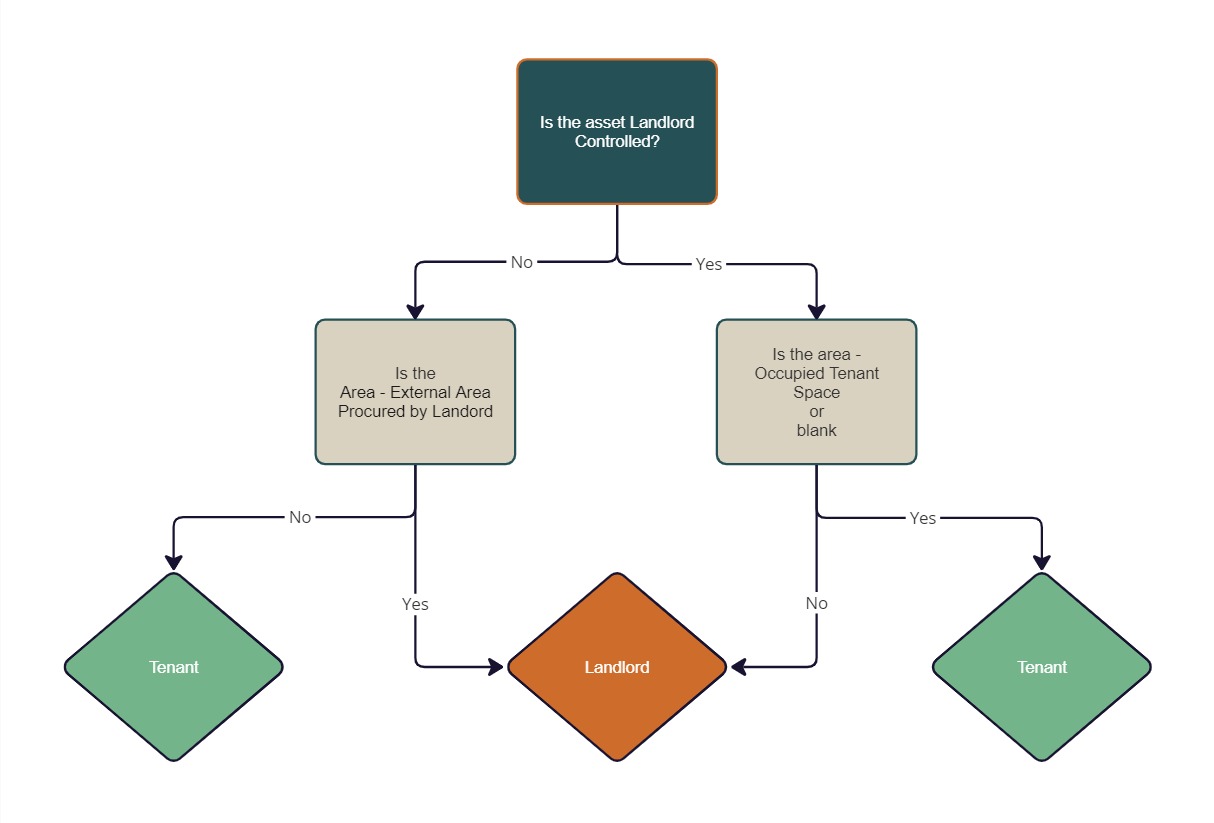 Is the asset Landlord
Controlled?
No
Yes
Is the
Area - External Area
Procured by Landord
Is the area -
Occupied Tenant
Space
or
blank
No
Yes
Yes
No
Tenant
Landlord
Tenant